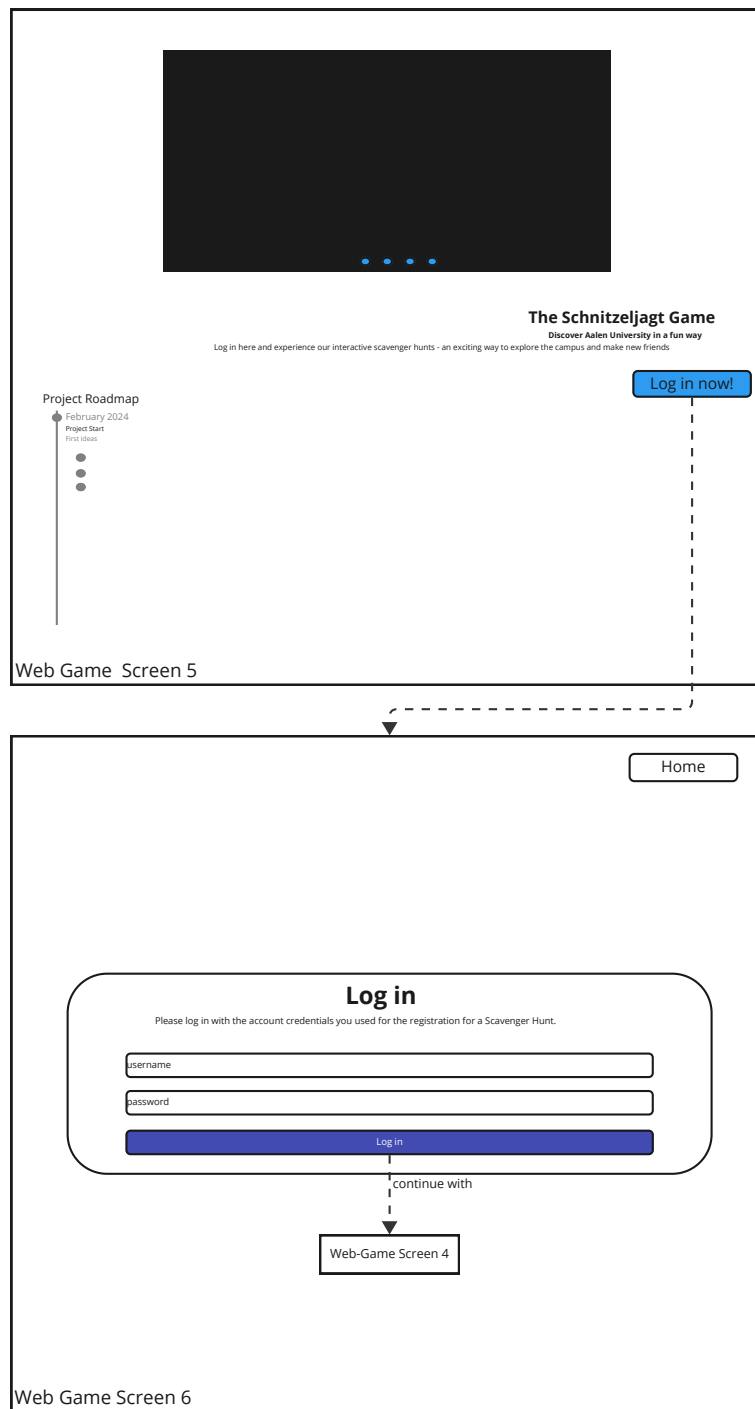 The Schnitzeljagt Game
Discover Aalen University in a fun way
Log in here and experience our interactive scavenger hunts - an exciting way to explore the campus and make new friends
Log in now!
Project Roadmap
February 2024
Project Start
First ideas
Web Game  Screen 5
Home
Log in
Please log in with the account credentials you used for the registration for a Scavenger Hunt.
username
password
Log in
continue with
Web-Game Screen 4
Web Game Screen 6